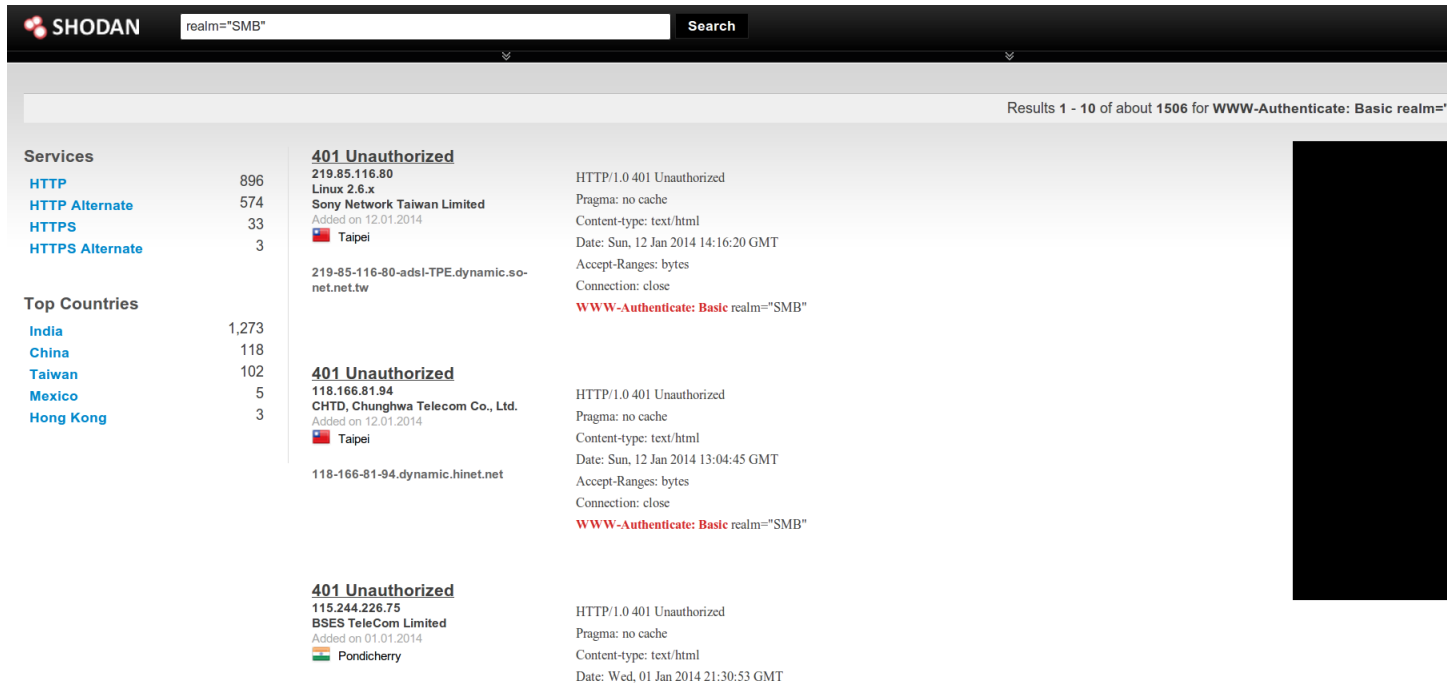 SHODAN
realm="SMB"
Search
Results 1 - 10 of about 1506 for WWW-Authenticate: Basic realm="
Services
HTTP 896
HTTP Alternate 574
HTTPS 33
HTTPS Alternate 3
Top Countries
India 1,273
China 118
Taiwan 102
Mexico 5
Hong Kong 3
401 Unauthorized
219.85.116.80
Linux 2.6.x
Sony Network Taiwan Limited
Added on 12.01.2014
Taipei
219-85-116-80-adsl-TPE.dynamic.so-
net.net.tw
HTTP/1.0 401 Unauthorized
Pragma: no cache
Content-type: text/html
Date: Sun, 12 Jan 2014 14:16:20 GMT
Accept-Ranges: bytes
Connection: close
WWW-Authenticate: Basic realm="SMB"
401 Unauthorized
118.166.81.94
CHTD, Chunghwa Telecom Co., Ltd.
Added on 12.01.2014
Taipei
118-166-81-94.dynamic.hinet.net
HTTP/1.0 401 Unauthorized
Pragma: no cache
Content-type: text/html
Date: Sun, 12 Jan 2014 13:04:45 GMT
Accept-Ranges: bytes
Connection: close
WWW-Authenticate: Basic realm="SMB"
401 Unauthorized
115.244.226.75
BSES TeleCom Limited
Added on 01.01.2014
Pondicherry
HTTP/1.0 401 Unauthorized
Pragma: no cache
Content-type: text/html
Date: Wed, 01 Jan 2014 21:30:53 GMT